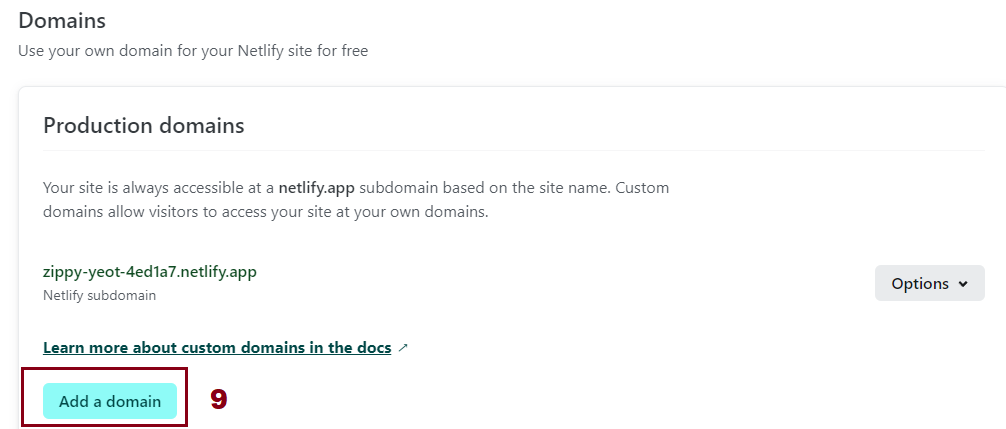 Domains
Use your own domain for your Netlify site for free
Production domains
Your site is always accessible at a netlify.app subdomain based on the site name. Custom
domains allow visitors to access your site at your own domains.
zippy-yeot-4ed1a7.netlify.app
Netlify subdomain
Options
Learn more about custom domains in the docs ↗
Add a domain
9